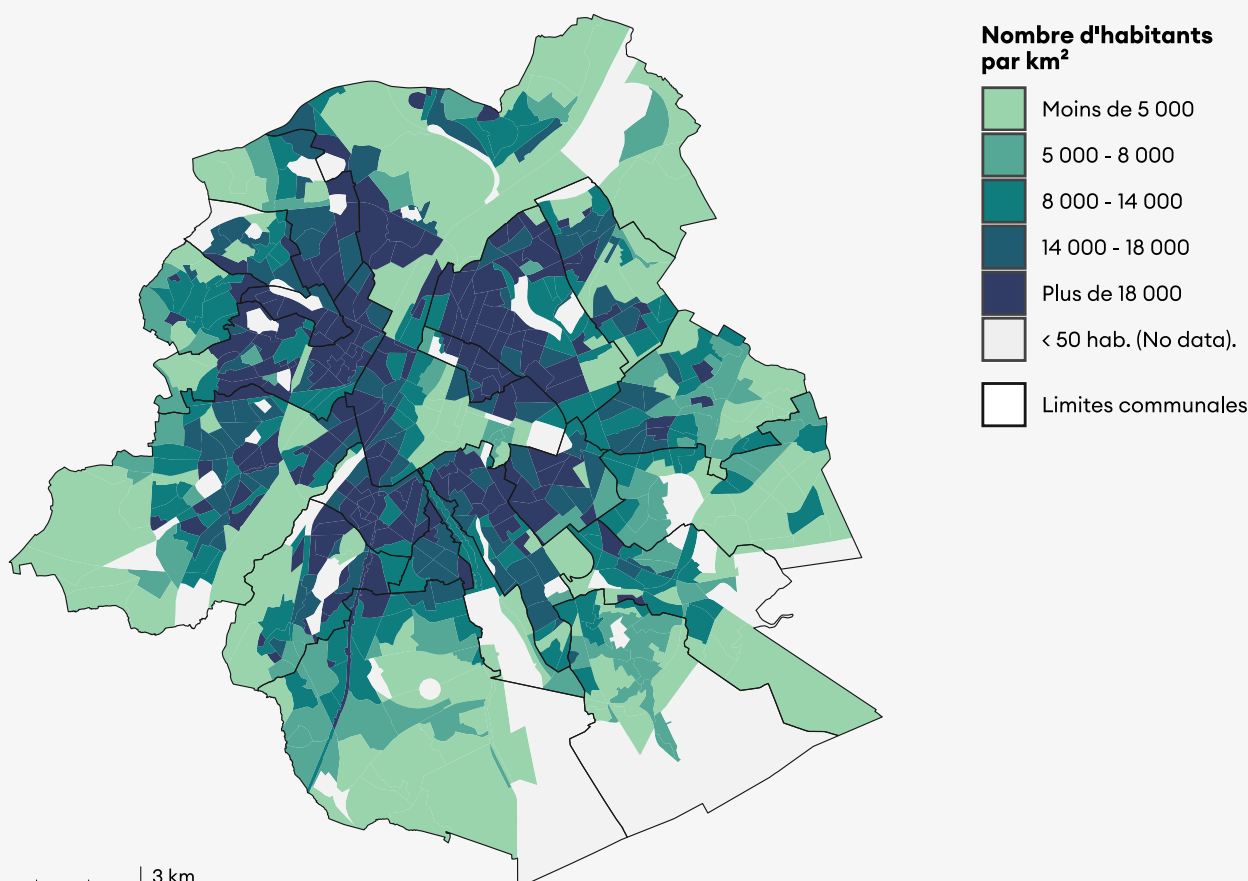 Nombre d'habitants
par km²
Moins de 5 000
5 000 - 8 000
8 000 - 14 000
14 000 - 18 000
Plus de 18 000
< 50 hab. (No data).
Limites communales
3 km